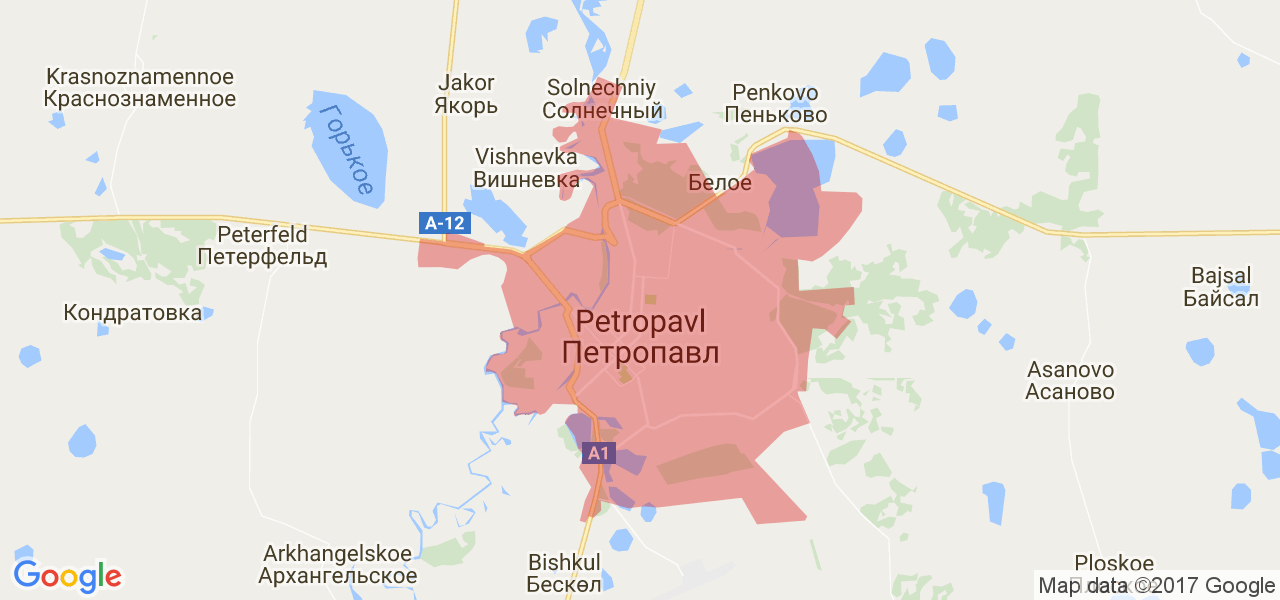 Krasnoznamennoe
Краснознаменное
Горькое
Jakor
Якорь
Solnechniy
Солнечный
Penkovo
Пеньково
Vishnevka
Вишневка
Белое
A-12
Peterfeld
Петерфельд
Кондратовка
Bajsal
Байсал
Petropavl
Петропавл
Asanovo
Асаново
A1
Arkhangelskoe
Архангельское
Bishkul
Бескөл
Ploskoe
Google
Map data ©2017 Google